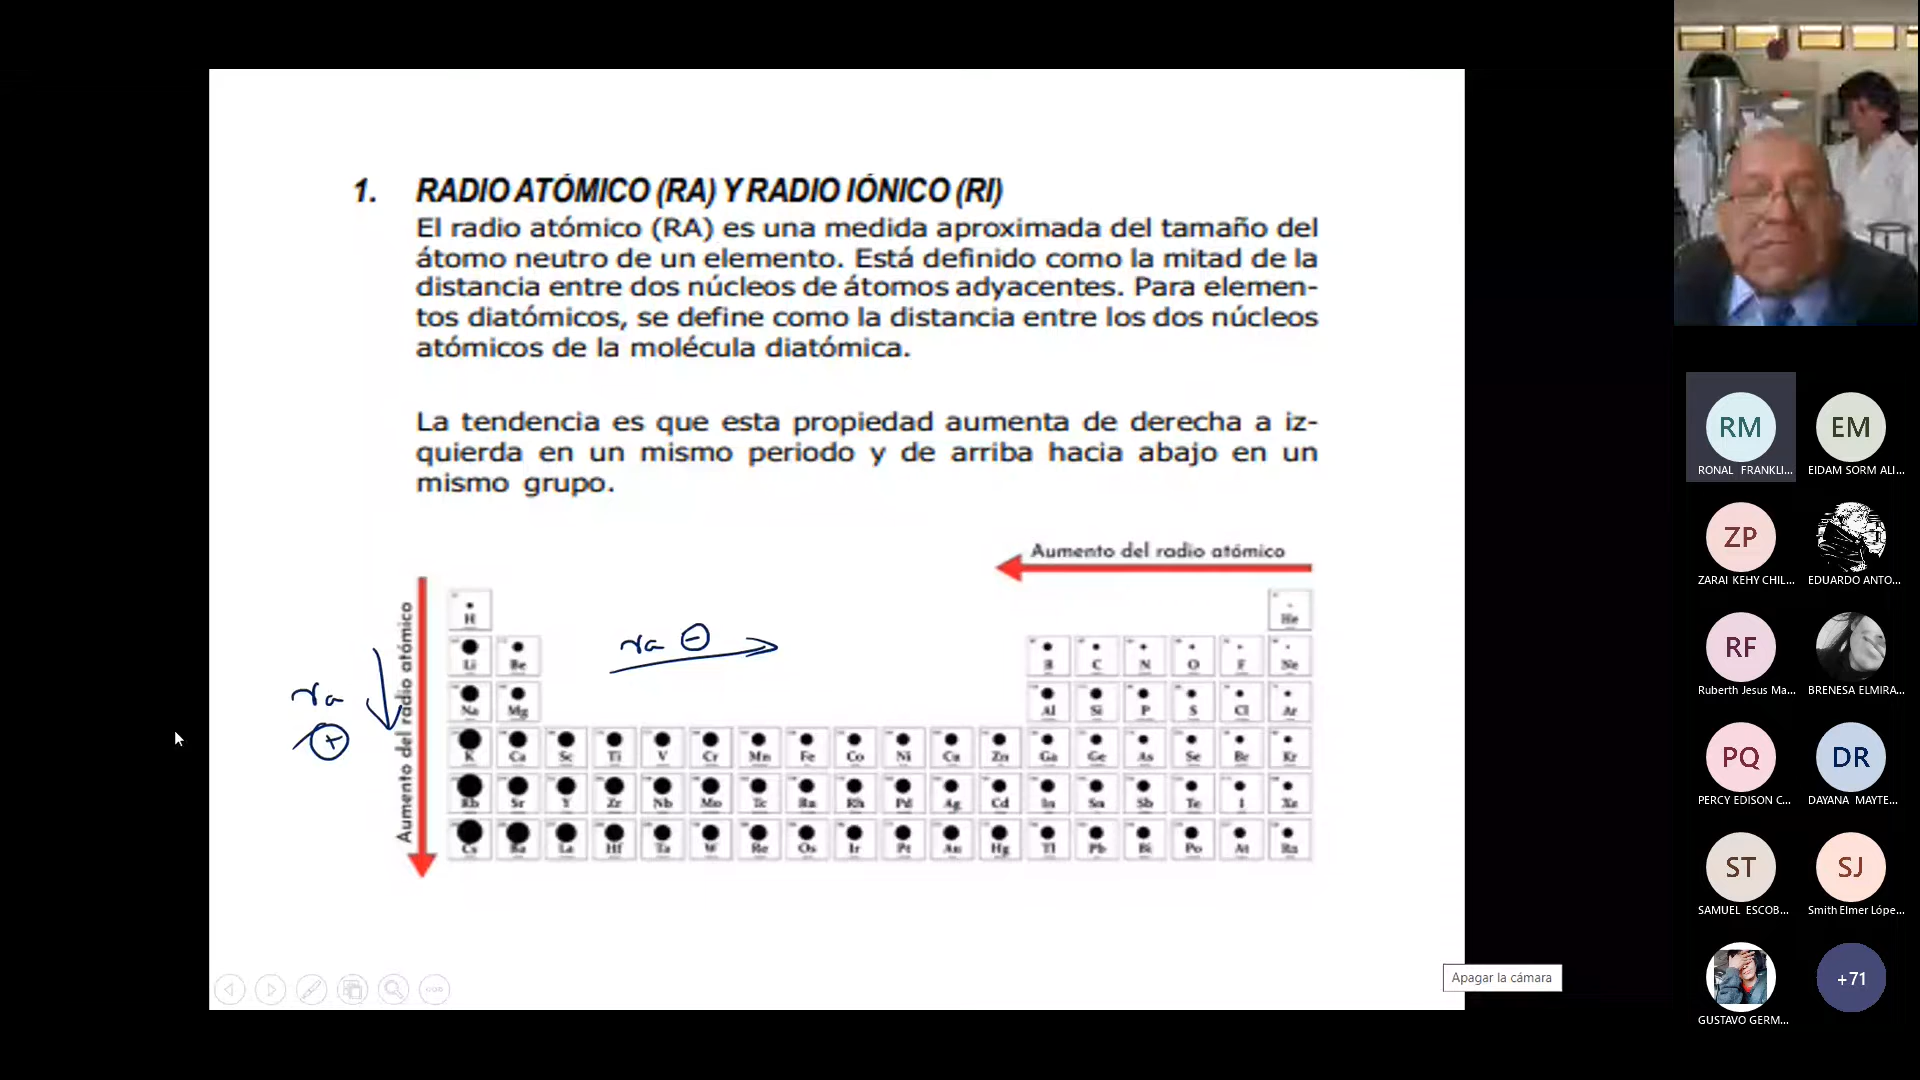 1. RADIO ATÓMICO (RA) Y RADIO IÓNICO (RI)
El radio atómico (RA) es una medida aproximada del tamaño del
átomo neutro de un elemento. Está definido como la mitad de la
distancia entre dos núcleos de átomos adyacentes. Para elemen-
tos diatómicos, se define como la distancia entre los dos núcleos
atómicos de la molécula diatómica.
La tendencia es que esta propiedad aumenta de derecha a iz-
quierda en un mismo periodo y de arriba hacia abajo en un
mismo grupo.
Aumento del radio atómico
Aumento del radio atómico
ra +
ra −
H He
Li Be B C N O F Ne
Na Mg Al Si P S Cl Ar
K Ca Sc Ti V Cr Mn Fe Co Ni Cu Zn Ga Ge As Se Br Kr
Rb Sr Y Zr Nb Mo Tc Ru Rh Pd Ag Cd In Sn Sb Te I Xe
Cs Ba La Hf Ta W Re Os Ir Pt Au Hg Tl Pb Bi Po At Rn
Apagar la cámara
RM EM
RONAL FRANKLI... EIDAM SORM ALI...
ZP
ZARAI KEHY CHIL... EDUARDO ANTO...
RF
Ruberth Jesus Ma... BRENESA ELMIRA...
PQ DR
PERCY EDISON C... DAYANA MAYTE...
ST SJ
SAMUEL ESCOB... Smith Elmer Lópe...
+71
GUSTAVO GERM...